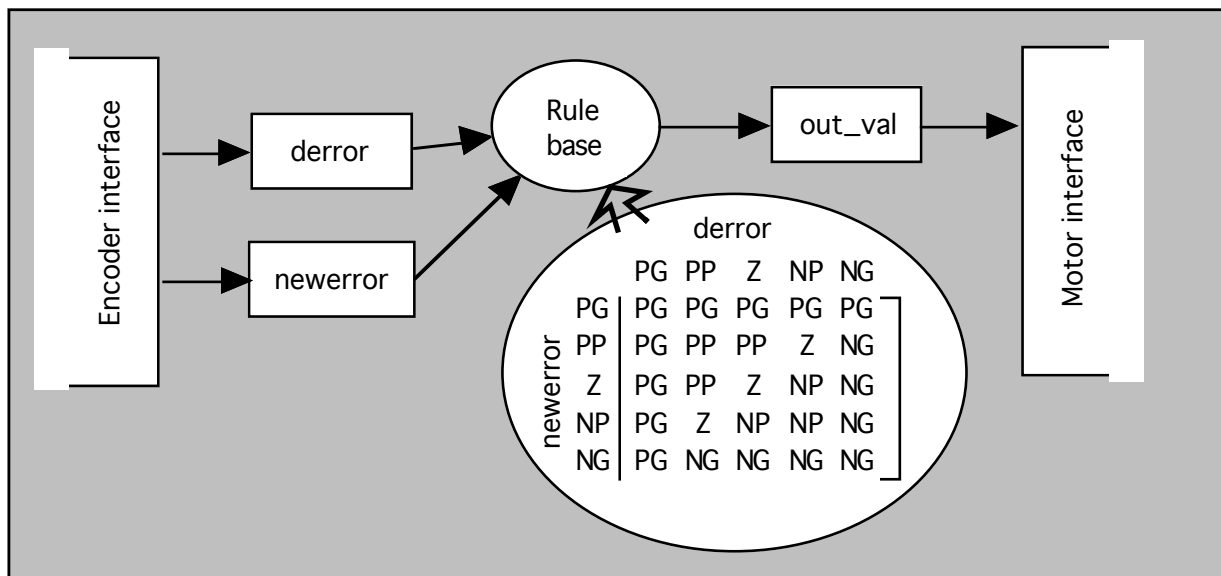 Encoder interface
derror
newerror
Rule
base
out_val
Motor interface
derror
PG PP Z NP NG
newerror
PG PG PG PG PG PG
PP PG PP PP Z NG
Z PG PP Z NP NG
NP PG Z NP NP NG
NG PG NG NG NG NG